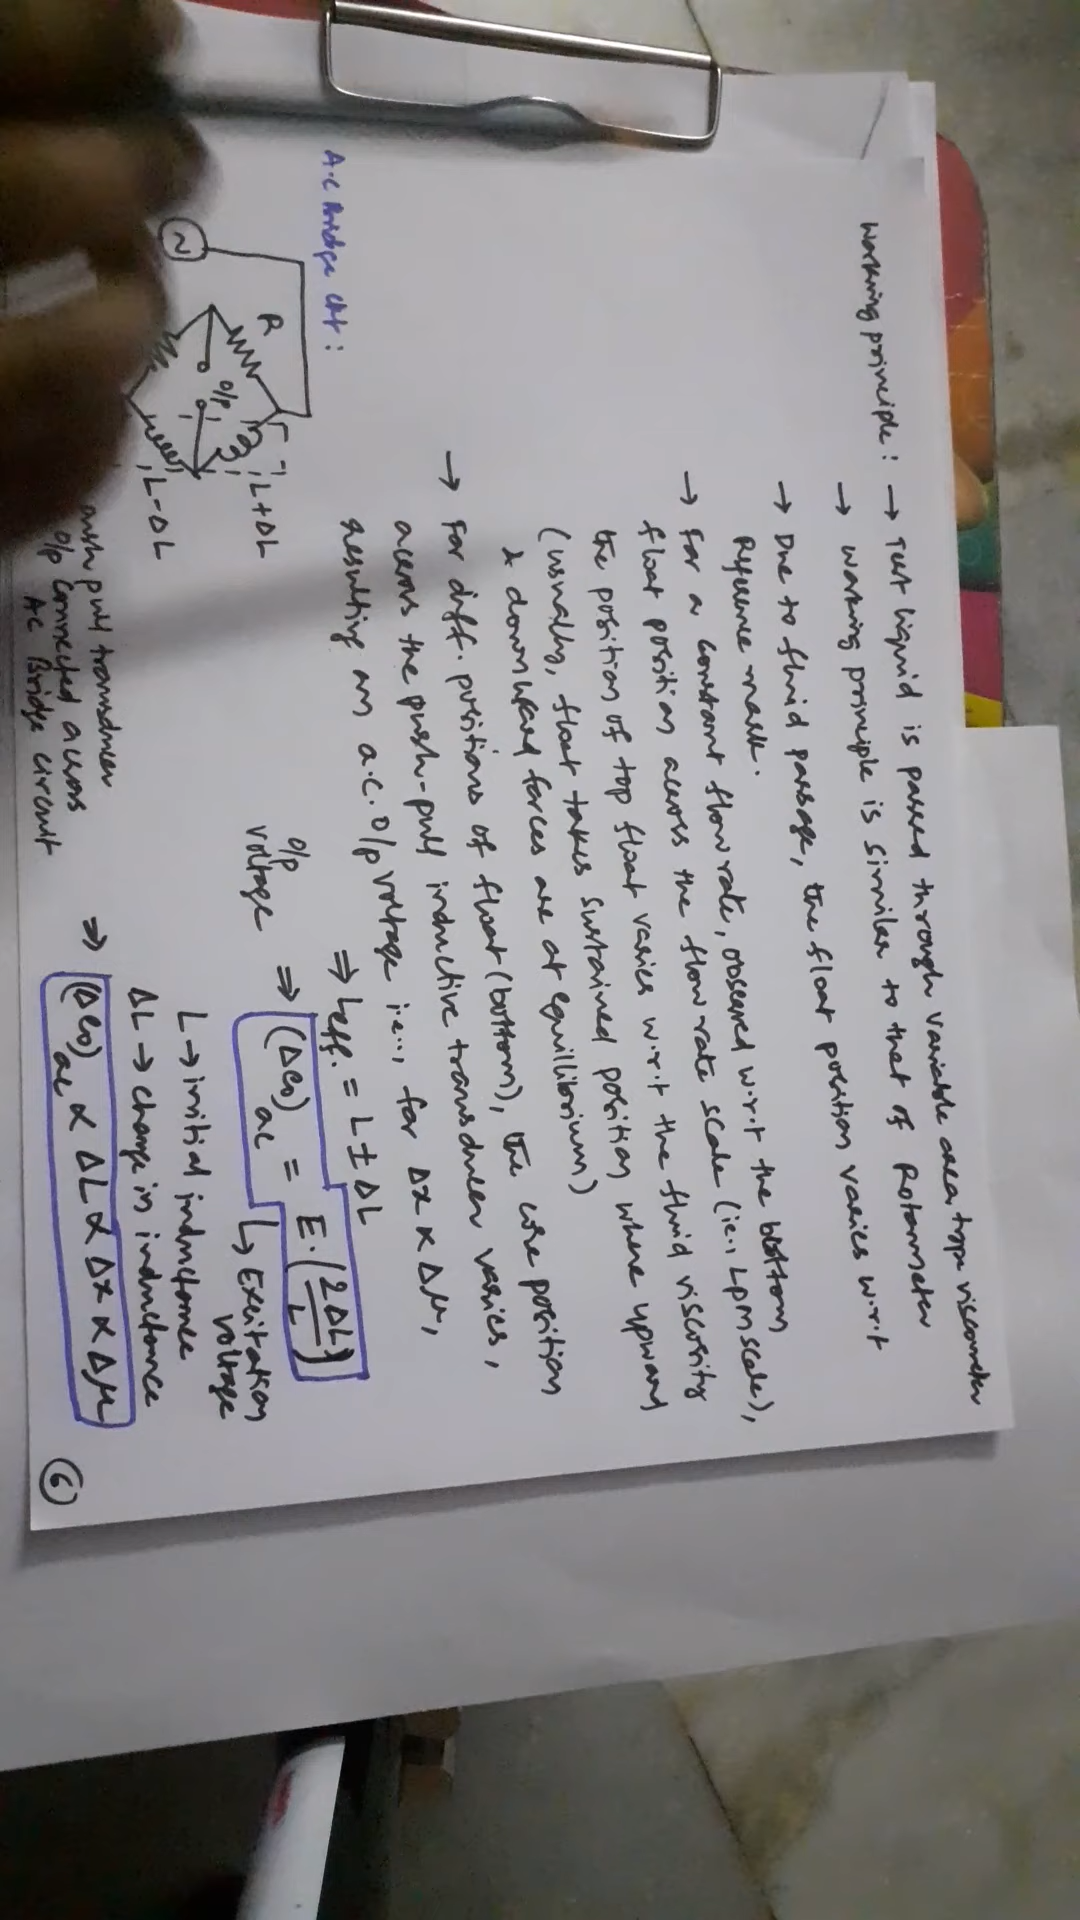 Working principle : → Test liquid is passed through variable area type viscometer
→ working principle is similar to that of Rotameter
→ Due to fluid passage, the float position varies w.r.t
Reference mark.
→ For a constant flow rate, observed w.r.t the bottom
float position across the flow rate scale (i.e., Lpm scale),
the position of top float varies w.r.t the fluid viscosity
(usually, float takes sustained position where upward
& downward forces are at equillibrium)
→ For diff. positions of float (bottom), the core position
across the push-pull inductive transducer varies,
resulting an a.c. o/p voltage i.e., for Δx ∝ Δμ,
A.C Bridge ckt :
⇒ Leff. = L ± ΔL
o/p voltage ⇒ (Δe₀)ac = E.(2ΔL/L)
↳ Excitation
voltage
L → initial inductance
ΔL → change in inductance
⇒ (Δe₀)ac ∝ ΔL ∝ Δx ∝ Δμ
R
o/p
L+ΔL
L-ΔL
push pull transducer
o/p connected across
AC Bridge circuit
6